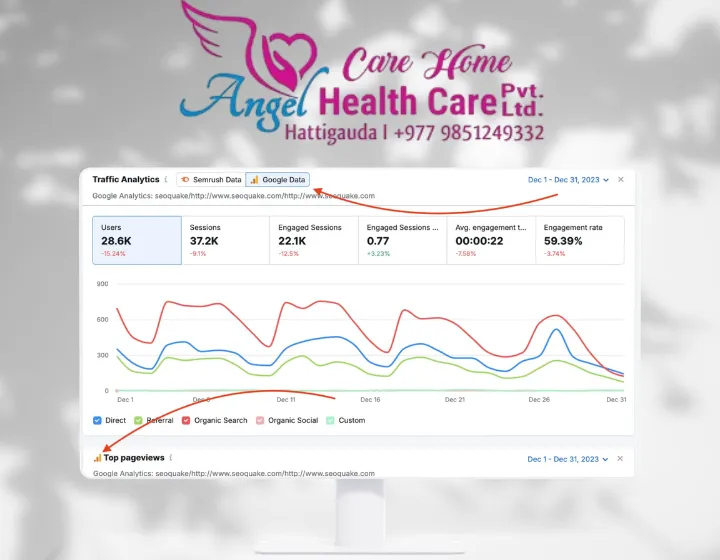 Care Home
Angel Health Care Pvt. Ltd.
Hattigauda | +977 9851249332
Traffic Analytics i Semrush Data Google Data Dec 1 - Dec 31, 2023 ×
Google Analytics: seoquake/http://www.seoquake.com/http://www.seoquake.com
Users Sessions Engaged Sessions Engaged Sessions ... Avg. engagement t... Engagement rate
28.6K 37.2K 22.1K 0.77 00:00:22 59.39%
-15.24% -9.1% -12.5% +3.23% -7.58% -3.74%
900
600
300
0
Dec 1 Dec 6 Dec 11 Dec 16 Dec 21 Dec 26 Dec 31
Direct Referral Organic Search Organic Social Custom
Top pageviews i Dec 1 - Dec 31, 2023 ×
Google Analytics: seoquake/http://www.seoquake.com/http://www.seoquake.com